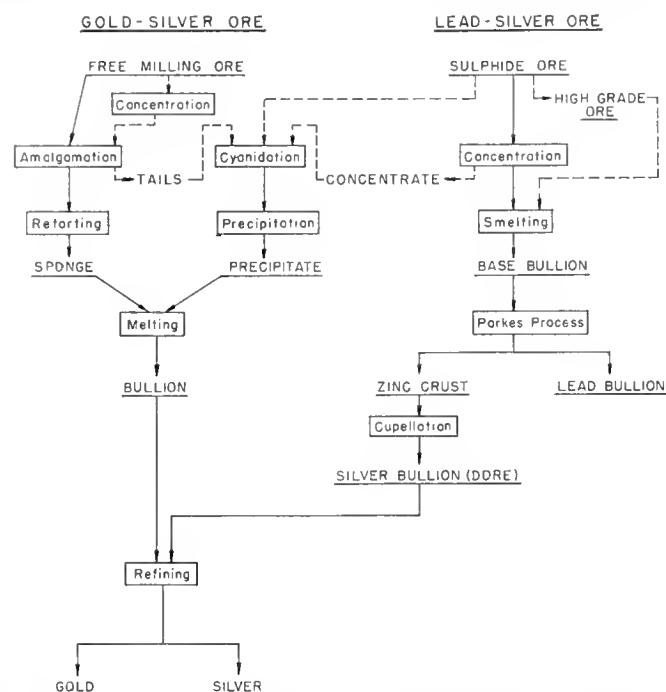 GOLD-SILVER ORE
LEAD-SILVER ORE
FREE MILLING ORE
SULPHIDE ORE
Concentration
HIGH GRADE
ORE
Amalgamation
TAILS
Cyanidation
CONCENTRATE
Concentration
Retorting
Precipitation
Smelting
SPONGE
PRECIPITATE
BASE BULLION
Melting
Parkes Process
BULLION
ZINC CRUST
LEAD BULLION
Cupellation
SILVER BULLION (DORE)
Refining
GOLD
SILVER